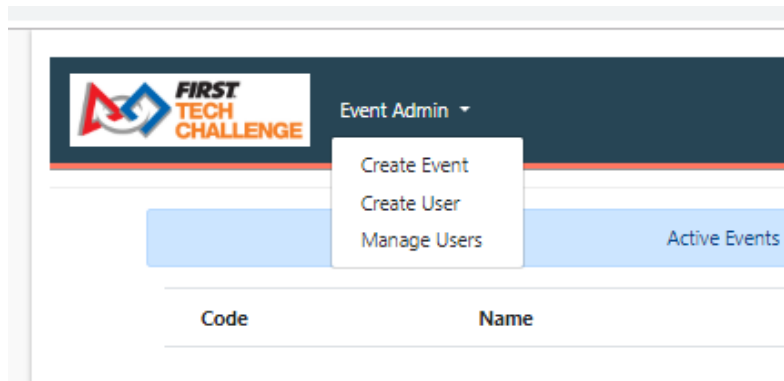 FIRST
TECH
CHALLENGE
Event Admin
Create Event
Create User
Manage Users
Active Events
Code Name